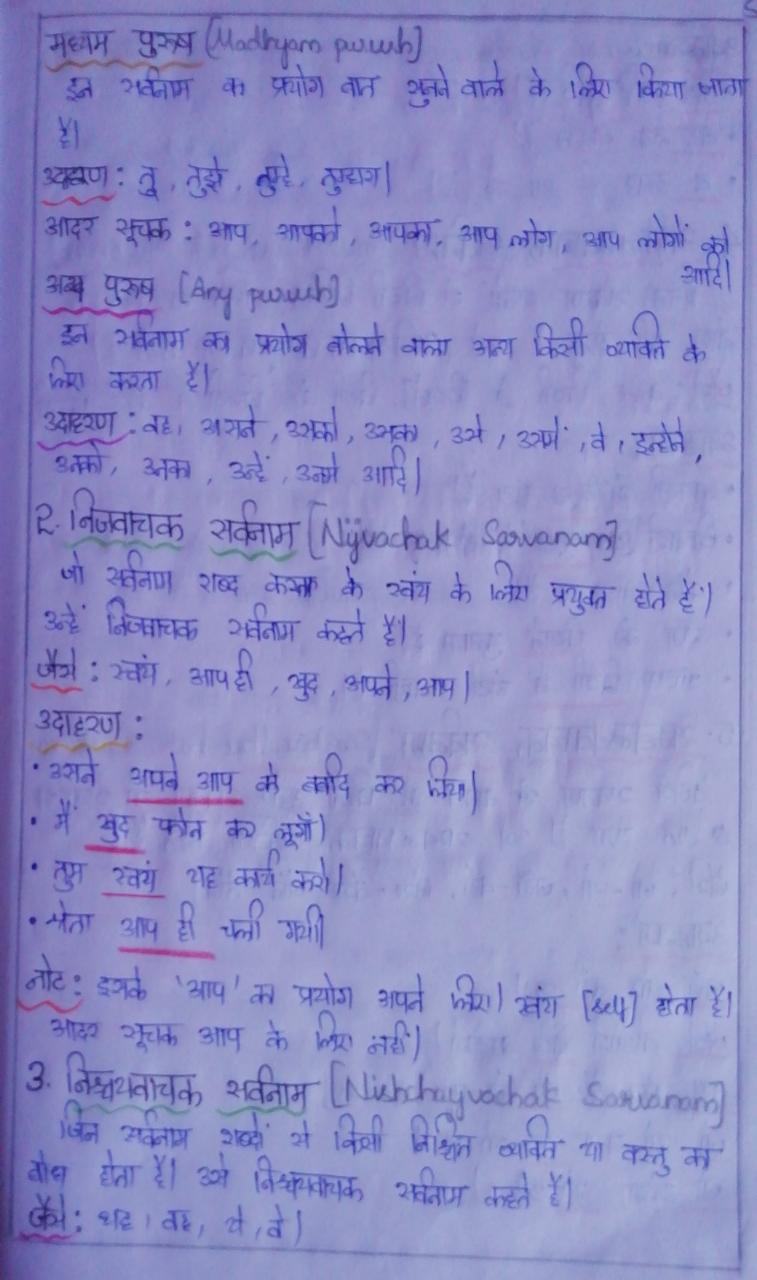 मध्यम पुरुष [Madhyam purush]
इन सर्वनाम का प्रयोग बात सुनने वाले के लिए किया जाता
है।
उदाहरण : तू, तुझे, तुम्हे, तुम्हारा।
आदर सूचक : आप, आपको, आपका, आप लोग, आप लोगों को
आदि।
अन्य पुरुष [Any purush]
इन सर्वनाम का प्रयोग बोलने वाला अन्य किसी व्यक्ति के
लिए करता है।
उदाहरण : वह, उसने, उसको, उसका, उसे, उसमें, वे, इन्होने,
उनको, उनका, उन्हें, उनमे आदि।
2. निजवाचक सर्वनाम [Nijvachak Sarvanam]
जो सर्वनाम शब्द करता के स्वंय के लिए प्रयुक्त होते हैं।
उन्हें निजवाचक सर्वनाम कहते है।
जैसे : स्वयं, आप ही, खुद, अपने, आप।
उदाहरण :
• उसने अपने आप को बर्बाद कर लिया।
• मैं खुद फोन कर लूगाँ।
• तुम स्वयं यह कार्य करो।
• श्वेता आप ही चली गयी।
नोट : इसके 'आप' का प्रयोग अपने लिए। स्वंय [self] होता है।
आदर सूचक आप के लिए नही।
3. निश्चयवाचक सर्वनाम [Nishchayvachak Sarvanam]
जिन सर्वनाम शब्दों से किसी निश्चित व्यक्ति या वस्तु का
बोध होता है। उसे निश्चयवाचक सर्वनाम कहते हैं।
जैसे : यह, वह, ये, वे।